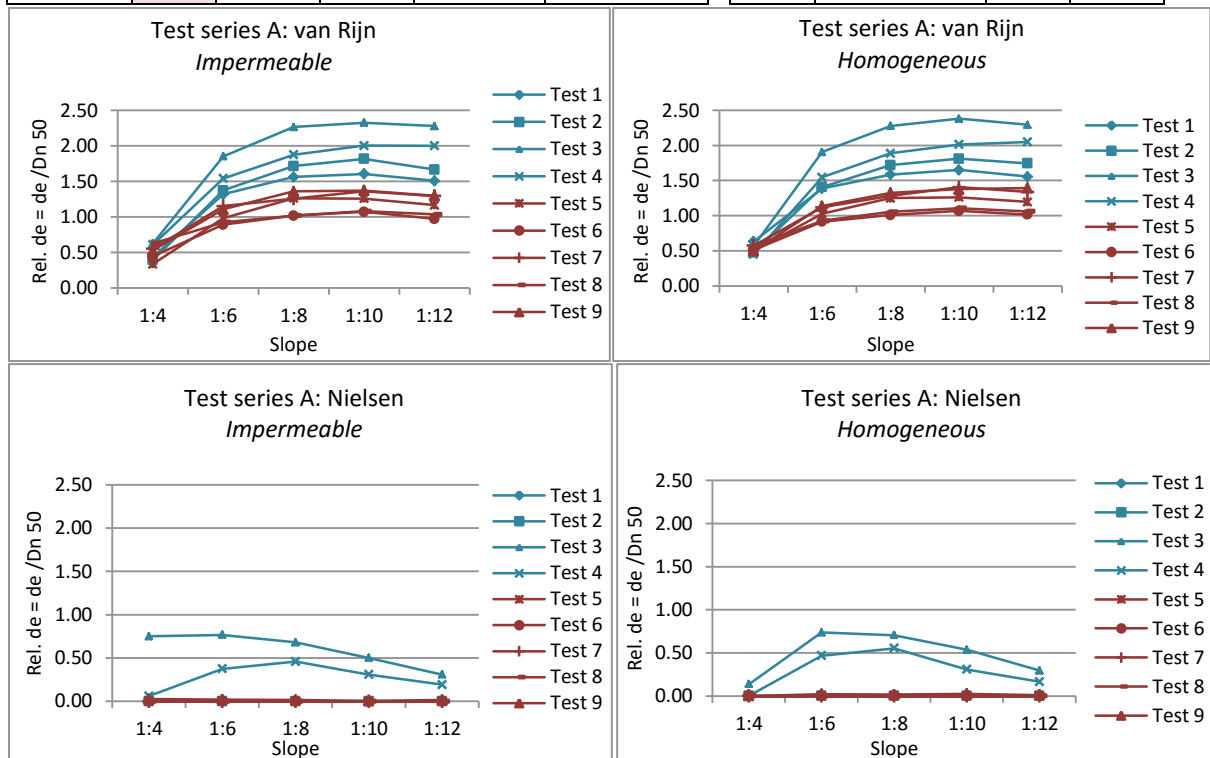 Test series A: van Rijn
Impermeable
Rel. de = de /Dn 50
2.50
2.00
1.50
1.00
0.50
0.00
1:4 1:6 1:8 1:10 1:12
Slope
Test 1
Test 2
Test 3
Test 4
Test 5
Test 6
Test 7
Test 8
Test 9
Test series A: van Rijn
Homogeneous
Rel. de = de /Dn 50
2.50
2.00
1.50
1.00
0.50
0.00
1:4 1:6 1:8 1:10 1:12
Slope
Test 1
Test 2
Test 3
Test 4
Test 5
Test 6
Test 7
Test 8
Test 9
Test series A: Nielsen
Impermeable
Rel. de = de /Dn 50
2.50
2.00
1.50
1.00
0.50
0.00
1:4 1:6 1:8 1:10 1:12
Slope
Test 1
Test 2
Test 3
Test 4
Test 5
Test 6
Test 7
Test 8
Test 9
Test series A: Nielsen
Homogeneous
Rel. de = de /Dn 50
2.50
2.00
1.50
1.00
0.50
0.00
1:4 1:6 1:8 1:10 1:12
Slope
Test 1
Test 2
Test 3
Test 4
Test 5
Test 6
Test 7
Test 8
Test 9